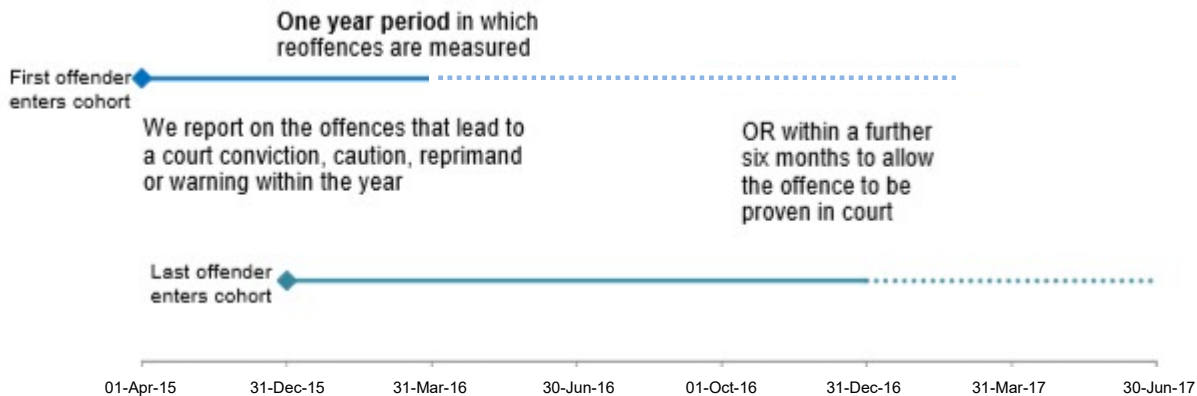 One year period in which
reoffences are measured
First offender
enters cohort
We report on the offences that lead to
a court conviction, caution, reprimand
or warning within the year
OR within a further
six months to allow
the offence to be
proven in court
Last offender
enters cohort
01-Apr-15 31-Dec-15 31-Mar-16 30-Jun-16 01-Oct-16 31-Dec-16 31-Mar-17 30-Jun-17